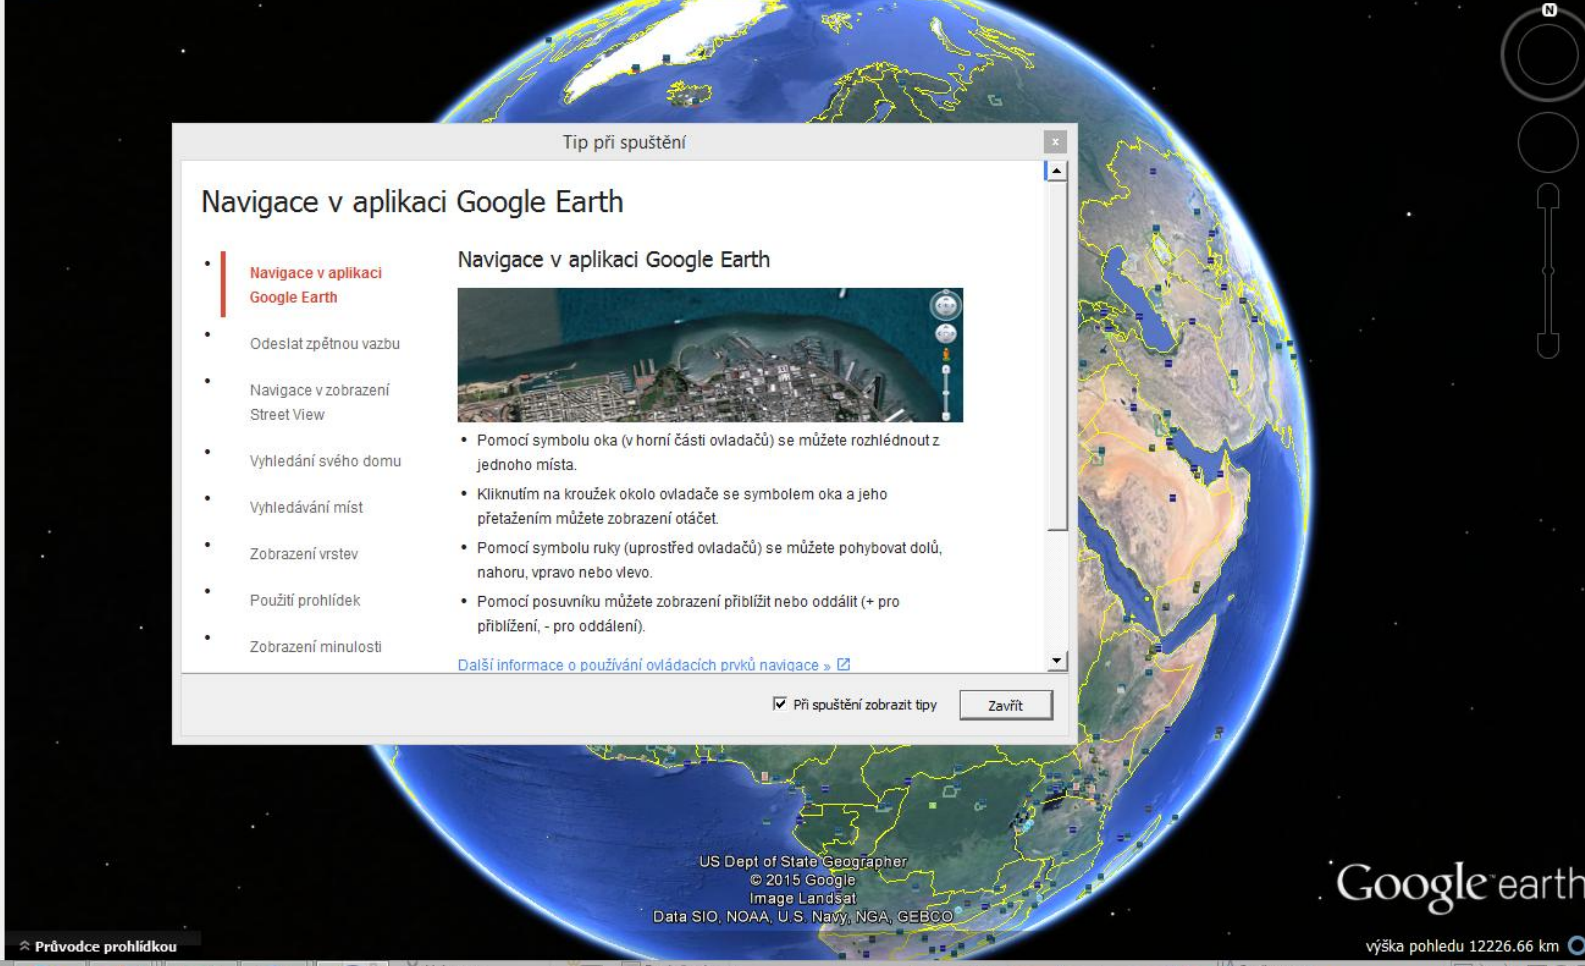 N
Tip při spuštění
x
Navigace v aplikaci Google Earth
Navigace v aplikaci
Google Earth
Odeslat zpětnou vazbu
Navigace v zobrazení
Street View
Vyhledání svého domu
Vyhledávání míst
Zobrazení vrstev
Použití prohlídek
Zobrazení minulosti
Navigace v aplikaci Google Earth
• Pomocí symbolu oka (v horní části ovladačů) se můžete rozhlédnout z
jednoho místa.
• Kliknutím na kroužek okolo ovladače se symbolem oka a jeho
přetažením můžete zobrazení otáčet.
• Pomocí symbolu ruky (uprostřed ovladačů) se můžete pohybovat dolů,
nahoru, vpravo nebo vlevo.
• Pomocí posuvníku můžete zobrazení přiblížit nebo oddálit (+ pro
přiblížení, - pro oddálení).
Další informace o používání ovládacích prvků navigace »
Při spuštění zobrazit tipy
Zavřít
US Dept of State Geographer
© 2015 Google
Image Landsat
Data SIO, NOAA, U.S. Navy, NGA, GEBCO
Google earth
Průvodce prohlídkou
výška pohledu 12226.66 km